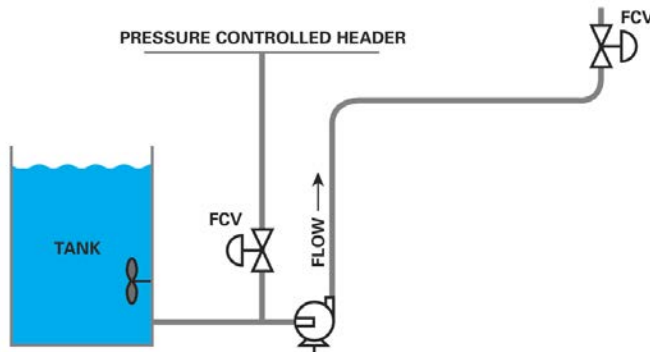 FCV
PRESSURE CONTROLLED HEADER
FCV
TANK
FLOW